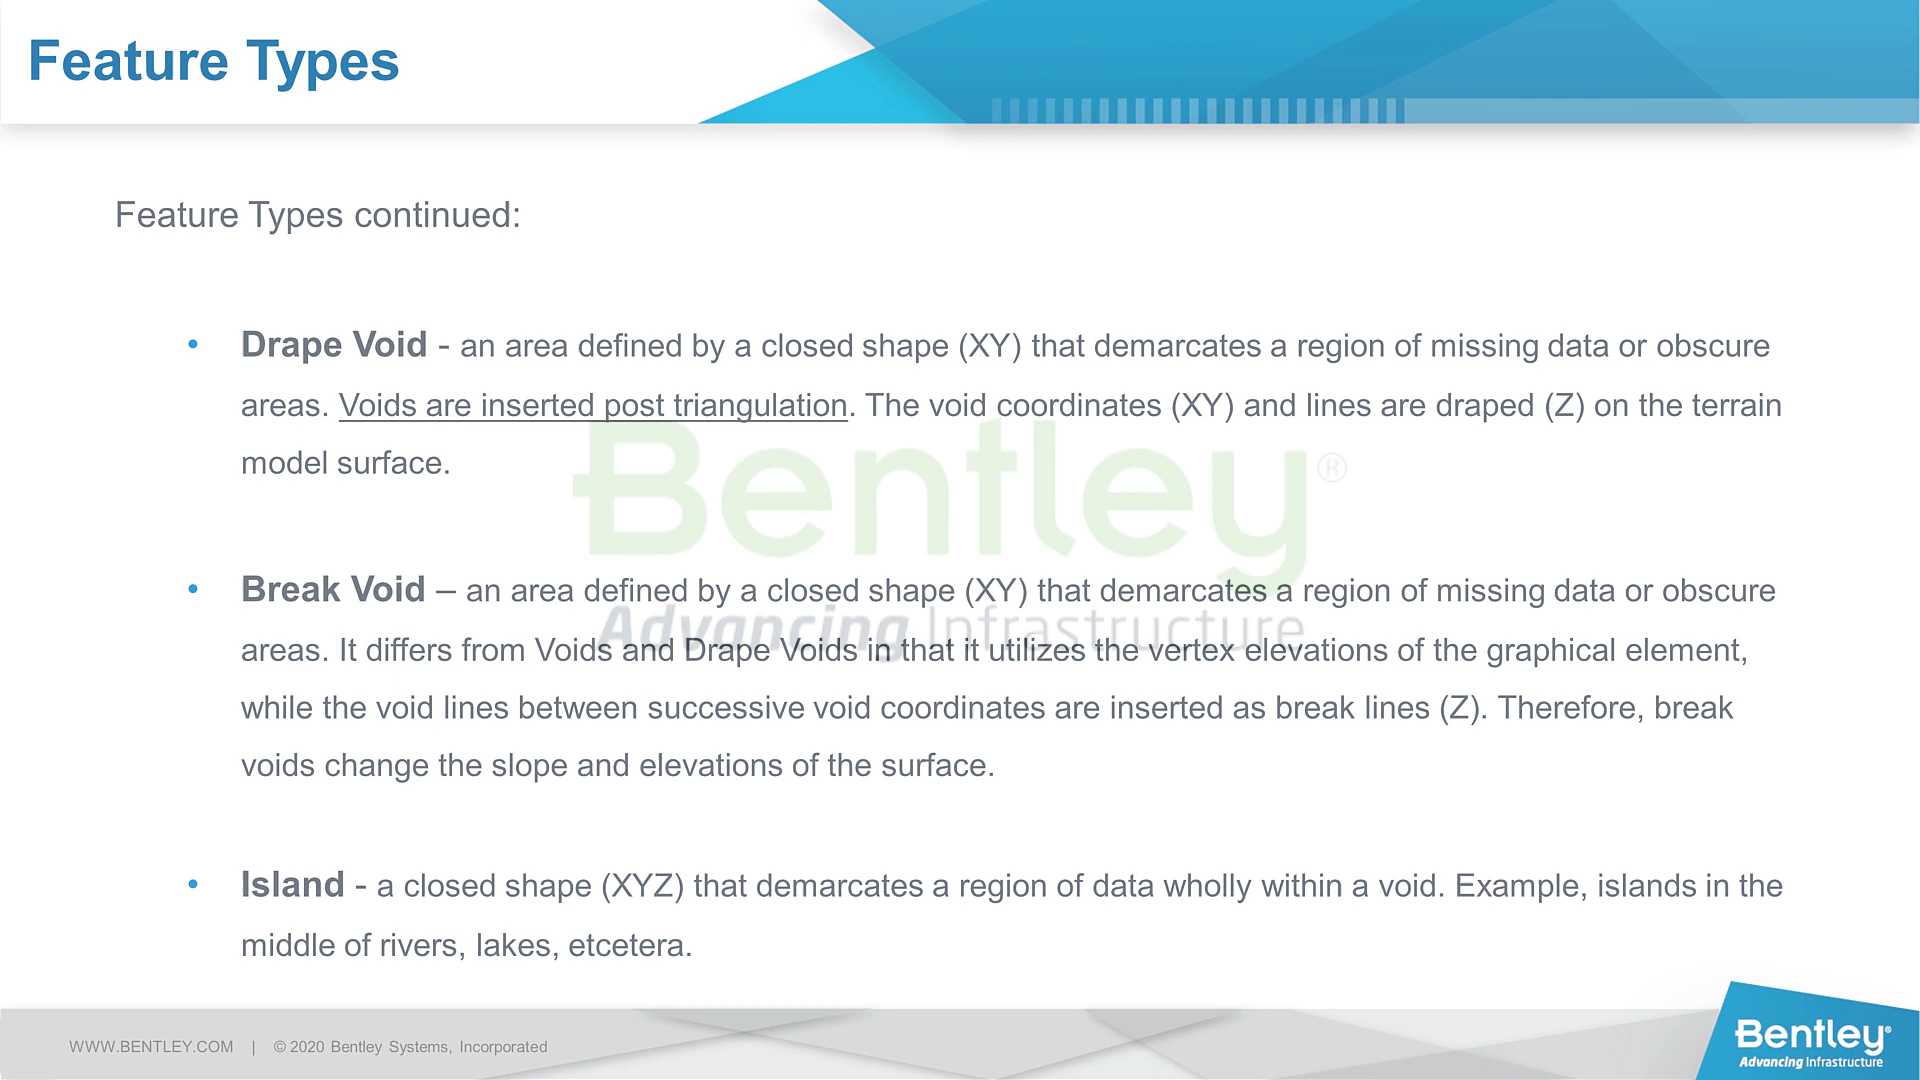 Feature Types
Feature Types continued:
• Drape Void - an area defined by a closed shape (XY) that demarcates a region of missing data or obscure
areas. Voids are inserted post triangulation. The void coordinates (XY) and lines are draped (Z) on the terrain
model surface.
Bentley®
Advancing Infrastructure
• Break Void – an area defined by a closed shape (XY) that demarcates a region of missing data or obscure
areas. It differs from Voids and Drape Voids in that it utilizes the vertex elevations of the graphical element,
while the void lines between successive void coordinates are inserted as break lines (Z). Therefore, break
voids change the slope and elevations of the surface.
• Island - a closed shape (XYZ) that demarcates a region of data wholly within a void. Example, islands in the
middle of rivers, lakes, etcetera.
WWW.BENTLEY.COM | © 2020 Bentley Systems, Incorporated
Bentley®
Advancing Infrastructure